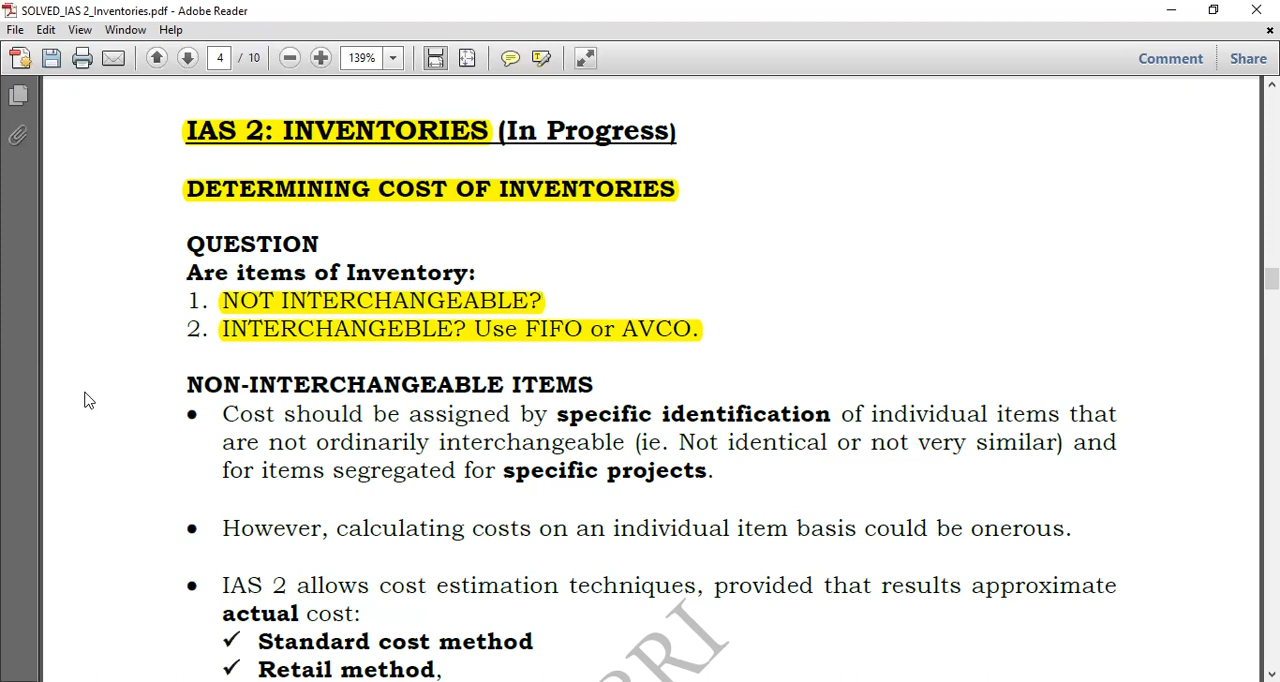 SOLVED_IAS 2_Inventories.pdf - Adobe Reader
File Edit View Window Help
4 / 10 139% Comment Share
IAS 2: INVENTORIES (In Progress)
DETERMINING COST OF INVENTORIES
QUESTION
Are items of Inventory:
1. NOT INTERCHANGEABLE?
2. INTERCHANGEBLE? Use FIFO or AVCO.
NON-INTERCHANGEABLE ITEMS
• Cost should be assigned by specific identification of individual items that
are not ordinarily interchangeable (ie. Not identical or not very similar) and
for items segregated for specific projects.
• However, calculating costs on an individual item basis could be onerous.
• IAS 2 allows cost estimation techniques, provided that results approximate
actual cost:
✓ Standard cost method
✓ Retail method,